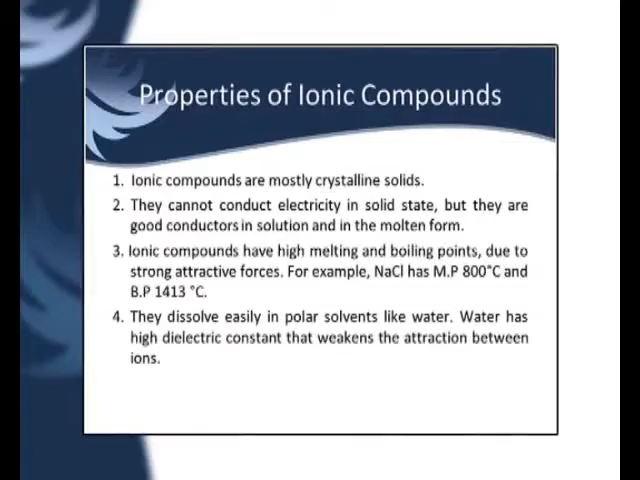 Properties of Ionic Compounds
1. Ionic compounds are mostly crystalline solids.
2. They cannot conduct electricity in solid state, but they are
good conductors in solution and in the molten form.
3. Ionic compounds have high melting and boiling points, due to
strong attractive forces. For example, NaCl has M.P 800°C and
B.P 1413 °C.
4. They dissolve easily in polar solvents like water. Water has
high dielectric constant that weakens the attraction between
ions.